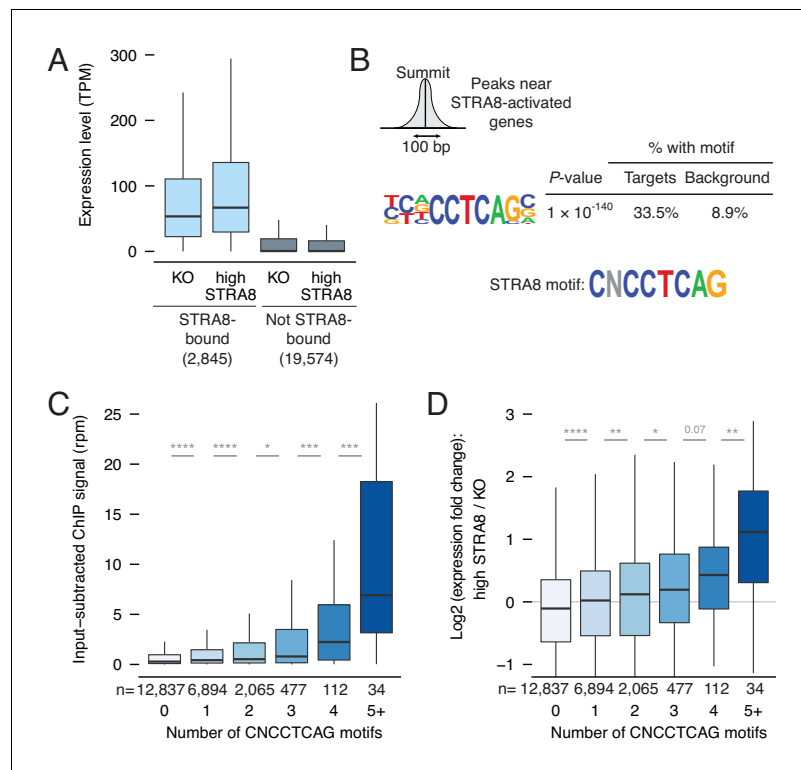 A
Expression level (TPM)
300
200
100
0
KO
high
STRA8
KO
high
STRA8
STRA8-
bound
(2,845)
Not STRA8-
bound
(19,574)
B
Summit
Peaks near
STRA8-activated
genes
100 bp
% with motif
P-value
Targets
Background
1 × 10-140
33.5%
8.9%
CCTCAG
STRA8 motif: CNCCTCAG
C
Input−subtracted ChIP signal (rpm)
25
20
15
10
5
0
****
****
*
***
***
n= 12,837 6,894 2,065 477 112 34
0 1 2 3 4 5+
Number of CNCCTCAG motifs
D
Log2 (expression fold change):
high STRA8 / KO
3
2
1
0
−1
****
**
*
0.07
**
n= 12,837 6,894 2,065 477 112 34
0 1 2 3 4 5+
Number of CNCCTCAG motifs